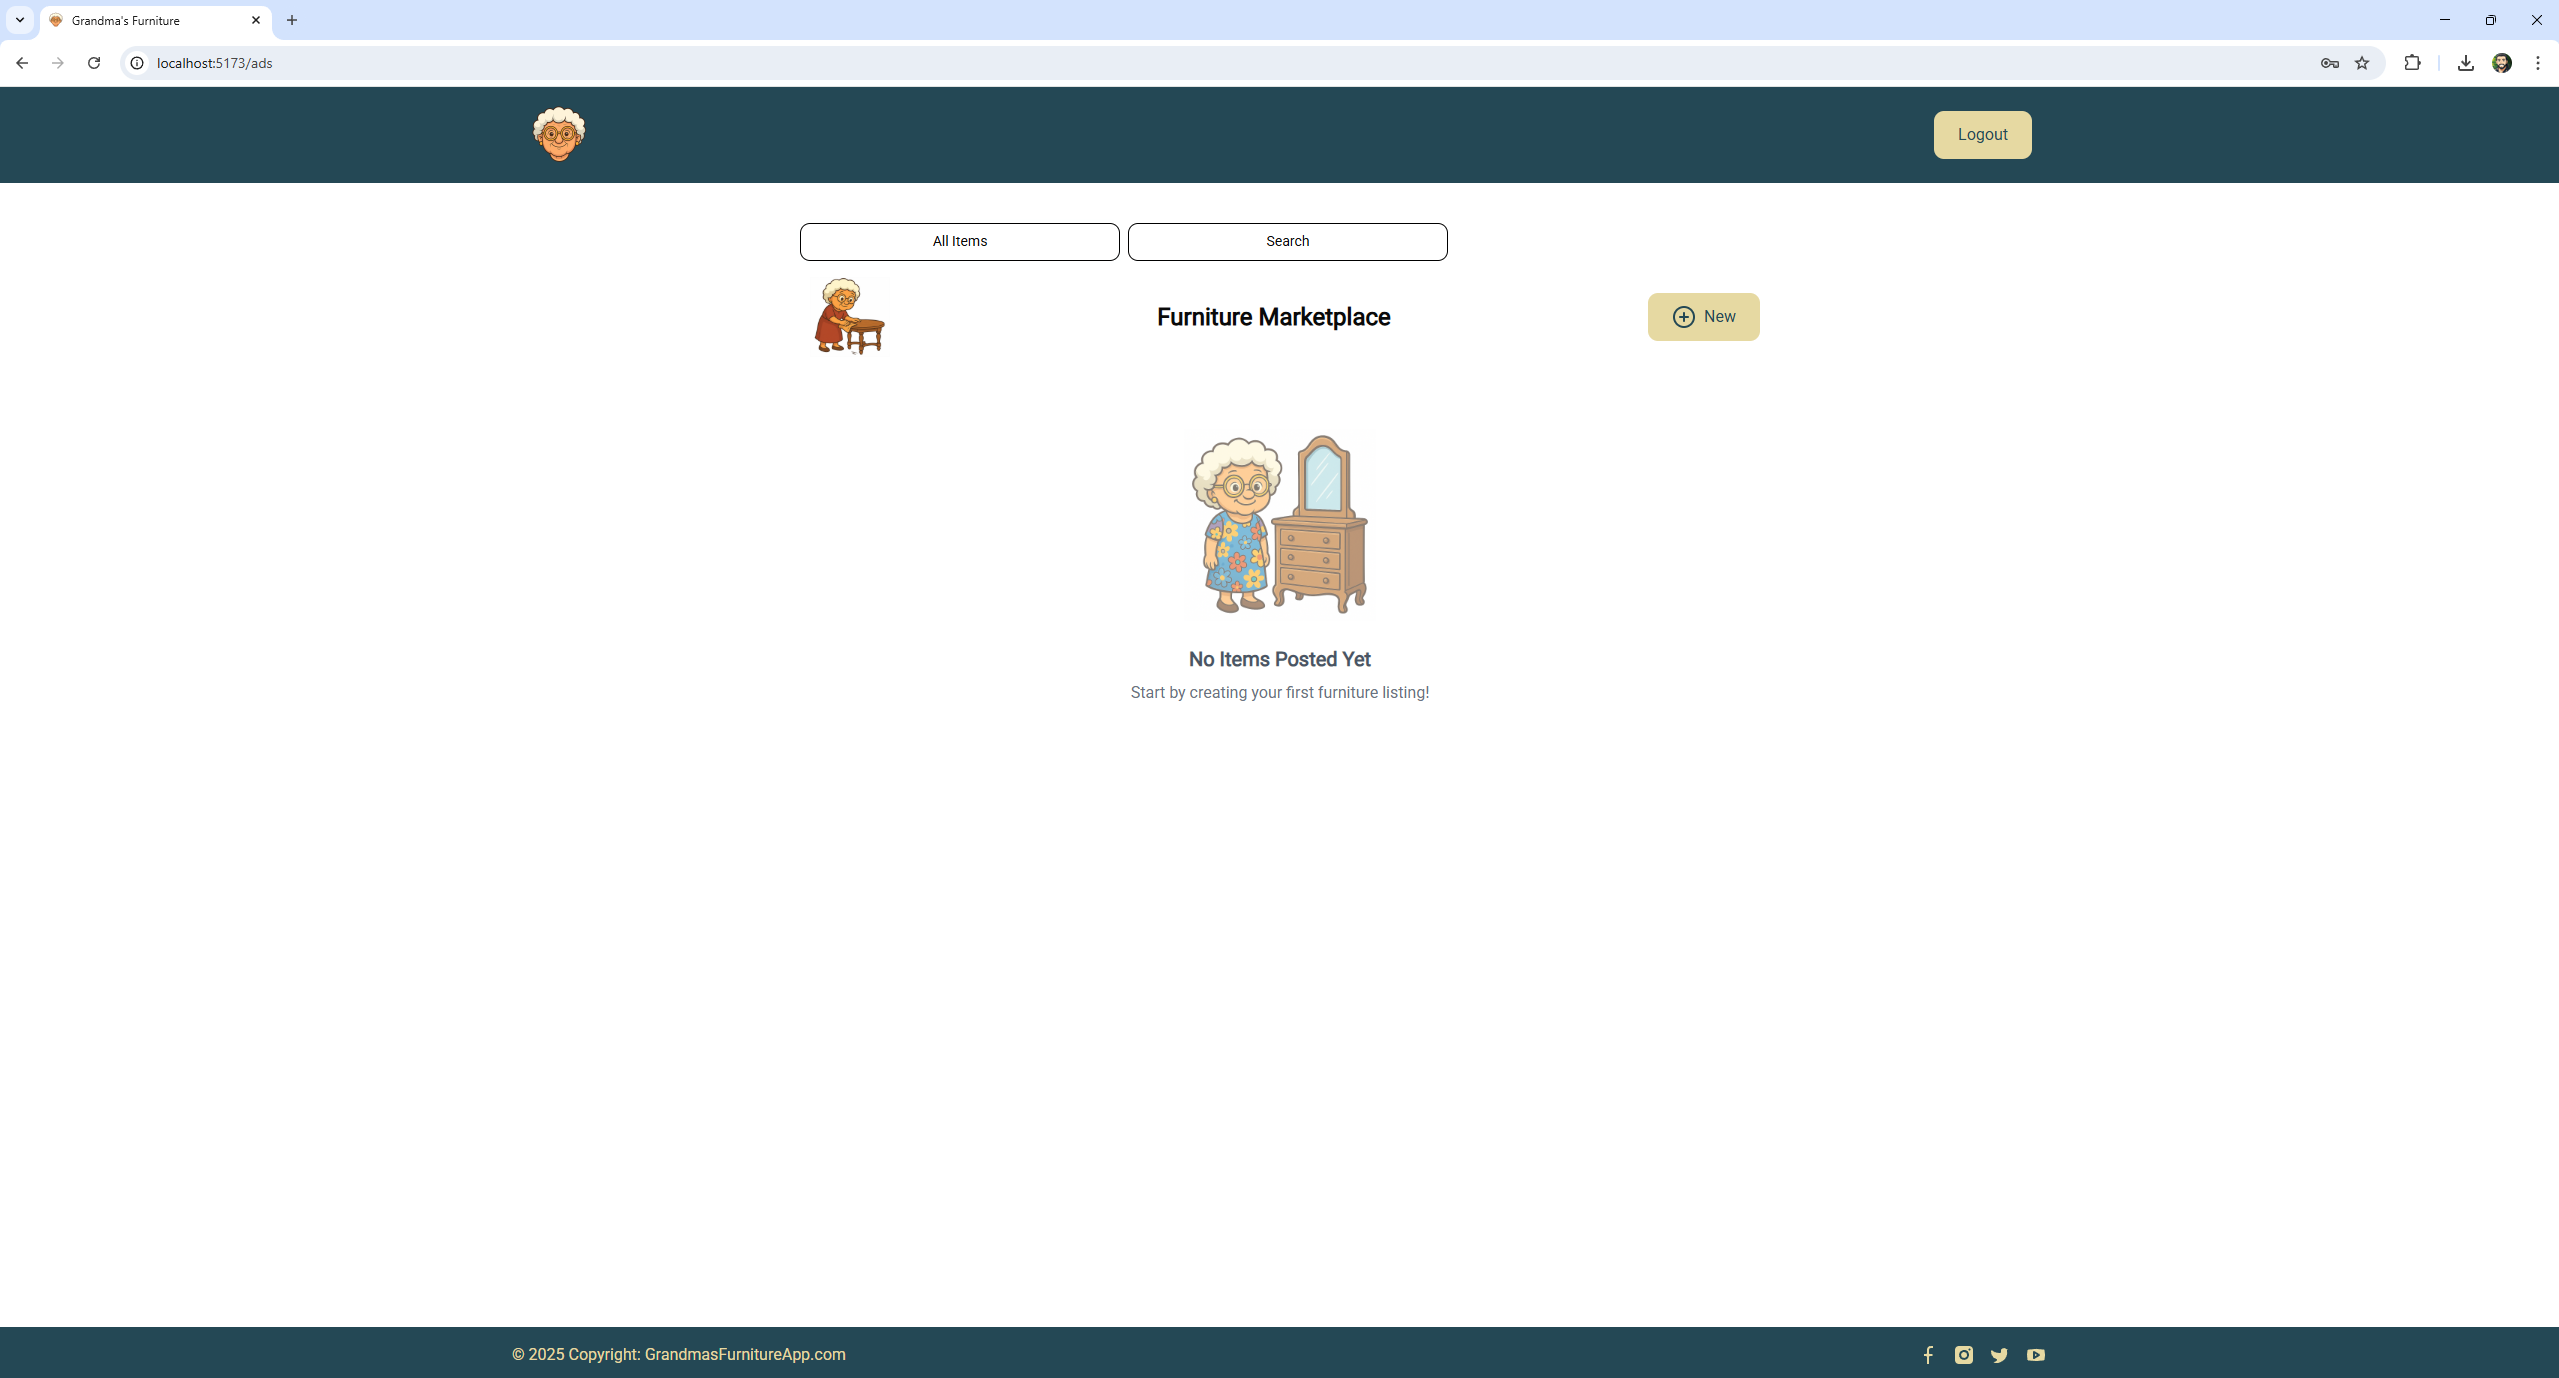 Grandma's Furniture
localhost:5173/ads
Logout
All Items
Search
Furniture Marketplace
New
No Items Posted Yet
Start by creating your first furniture listing!
© 2025 Copyright: GrandmasFurnitureApp.com